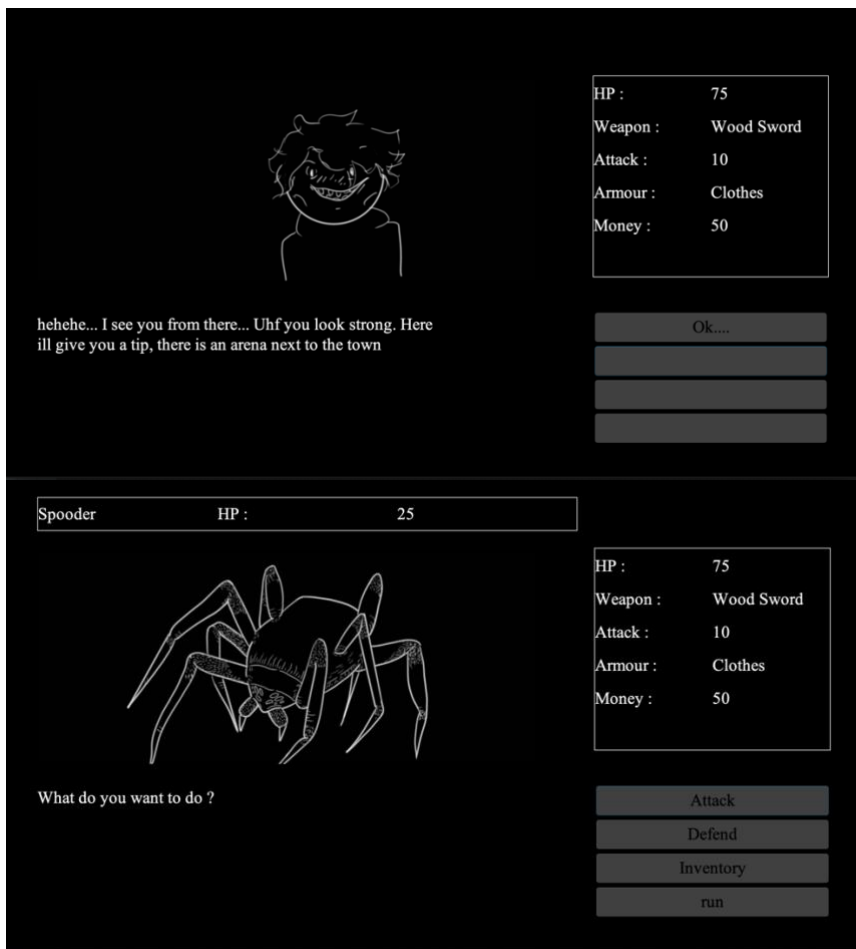 HP : 75
Weapon : Wood Sword
Attack : 10
Armour : Clothes
Money : 50
hehehe... I see you from there... Uhf you look strong. Here
ill give you a tip, there is an arena next to the town
Ok....
Spooder HP : 25
HP : 75
Weapon : Wood Sword
Attack : 10
Armour : Clothes
Money : 50
What do you want to do ?
Attack
Defend
Inventory
run